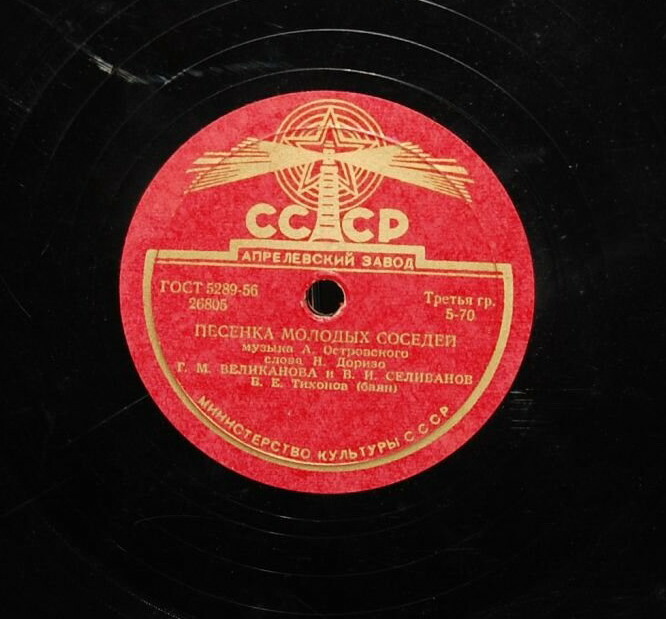 СССР
АПРЕЛЕВСКИЙ ЗАВОД
ГОСТ 5289-56
26805
Третья гр.
5-70
ПЕСЕНКА МОЛОДЫХ СОСЕДЕЙ
музыка А. Островского
слова Н. Доризо
Г. М. ВЕЛИКАНОВА и В. И. СЕЛИВАНОВ
В. Е. Тихонов (баян)
МИНИСТЕРСТВО КУЛЬТУРЫ СССР